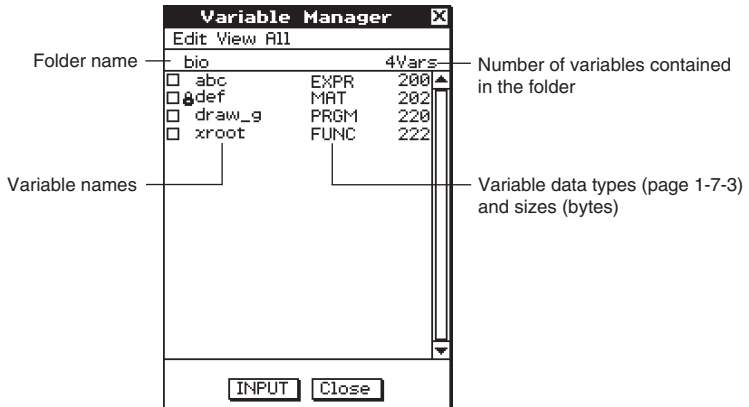 Variable Manager X
Edit View All
Folder name
bio 4Vars
Number of variables contained
in the folder
abc EXPR 200
def MAT 202
draw_g PRGM 220
xroot FUNC 222
Variable names
Variable data types (page 1-7-3)
and sizes (bytes)
INPUT Close